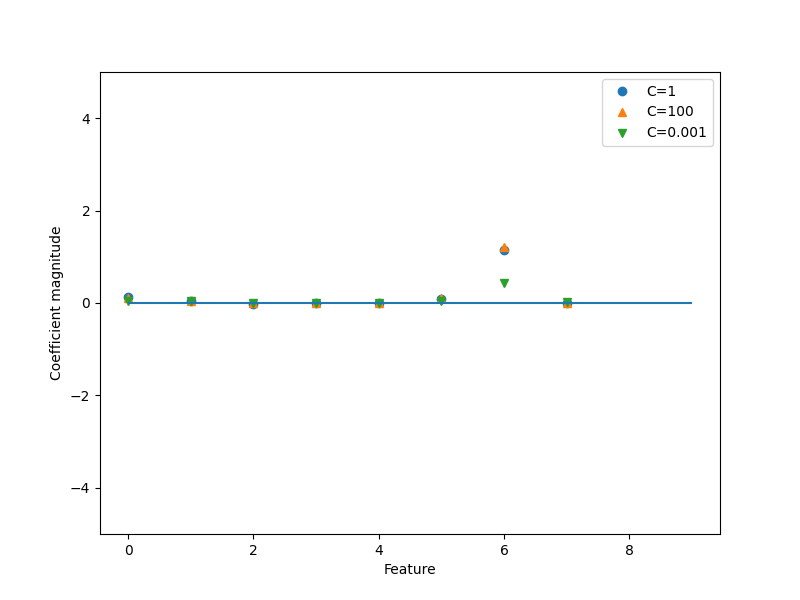 C=1
C=100
C=0.001
4
2
0
−2
−4
Coefficient magnitude
0 2 4 6 8
Feature